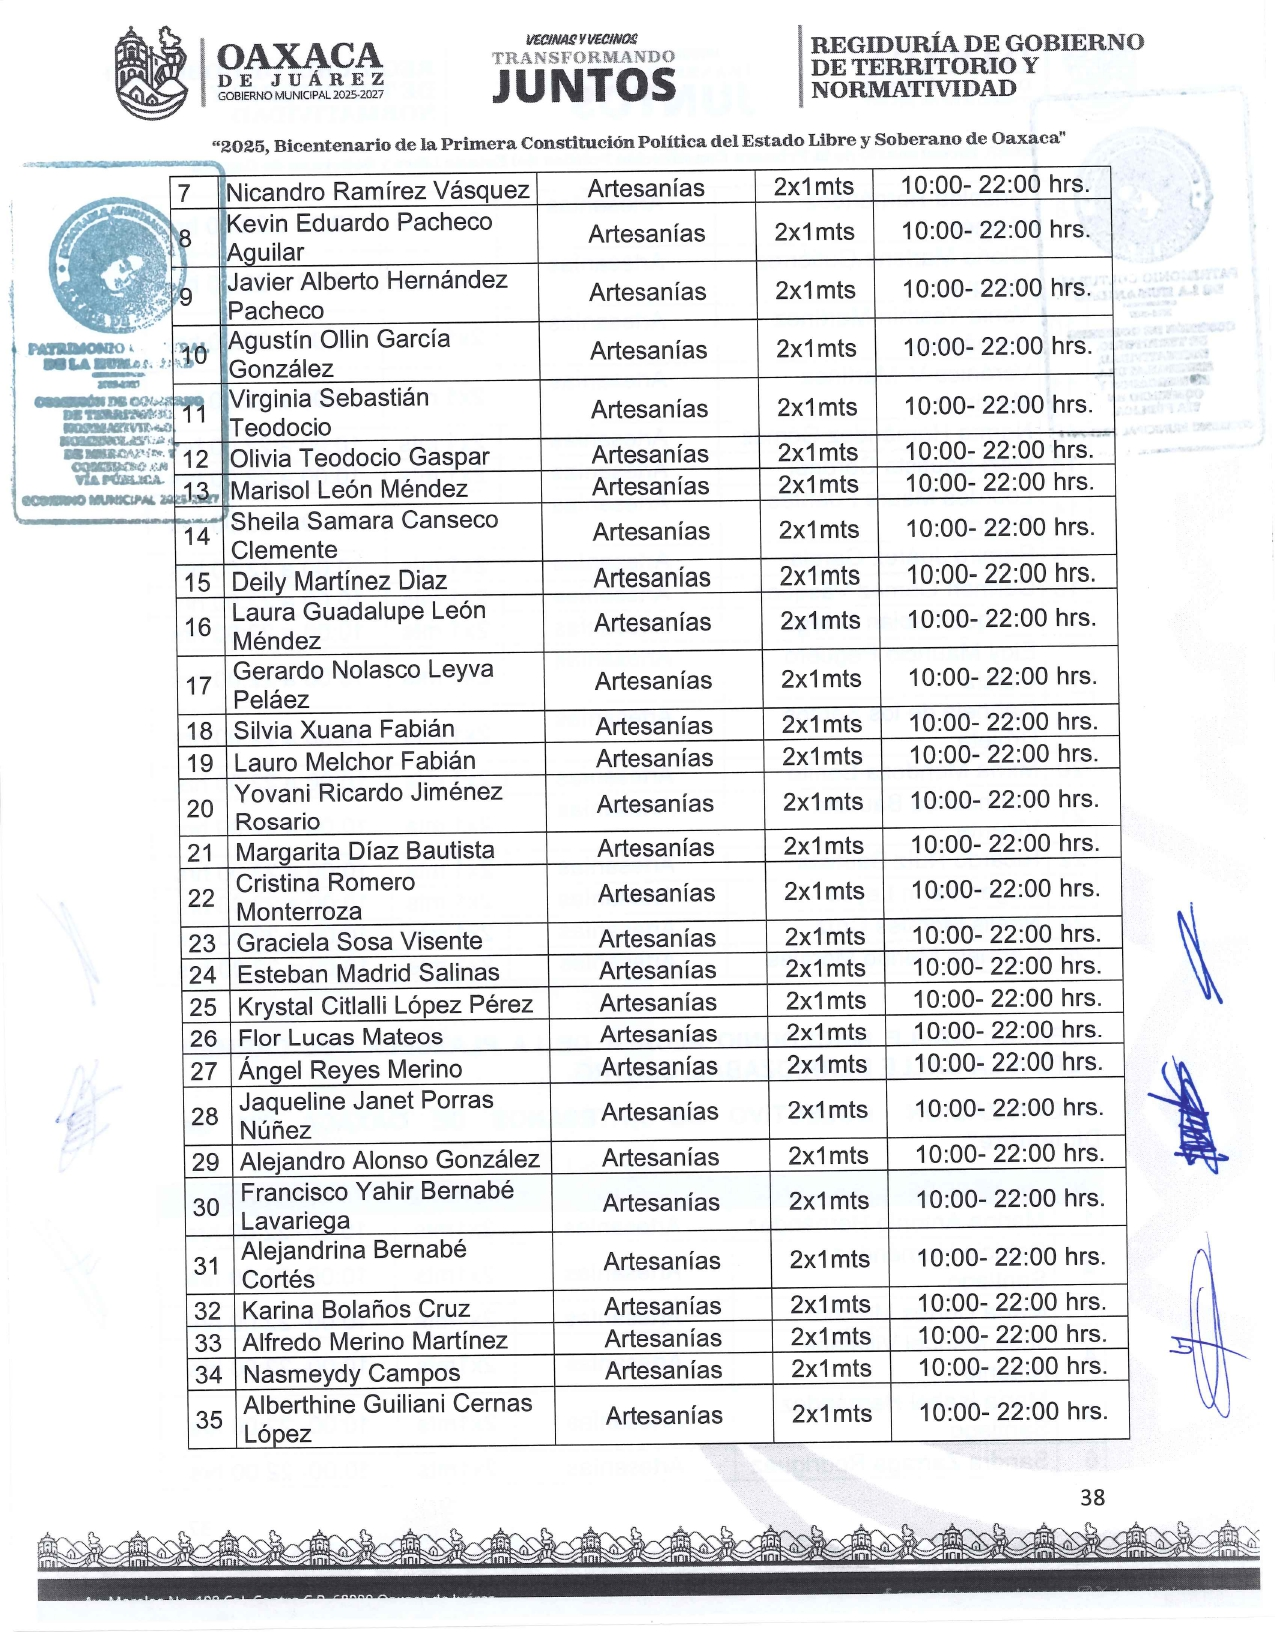 OAXACA
DE JUÁREZ
GOBIERNO MUNICIPAL 2025-2027
VECINAS Y VECINOS
TRANSFORMANDO
JUNTOS
REGIDURÍA DE GOBIERNO
DE TERRITORIO Y
NORMATIVIDAD
“2025, Bicentenario de la Primera Constitución Política del Estado Libre y Soberano de Oaxaca”
7 Nicandro Ramírez Vásquez Artesanías 2x1mts 10:00- 22:00 hrs.
8 Kevin Eduardo Pacheco
Aguilar Artesanías 2x1mts 10:00- 22:00 hrs.
9 Javier Alberto Hernández
Pacheco Artesanías 2x1mts 10:00- 22:00 hrs.
10 Agustín Ollin García
González Artesanías 2x1mts 10:00- 22:00 hrs.
11 Virginia Sebastián
Teodocio Artesanías 2x1mts 10:00- 22:00 hrs.
12 Olivia Teodocio Gaspar Artesanías 2x1mts 10:00- 22:00 hrs.
13 Marisol León Méndez Artesanías 2x1mts 10:00- 22:00 hrs.
14 Sheila Samara Canseco
Clemente Artesanías 2x1mts 10:00- 22:00 hrs.
15 Deily Martínez Diaz Artesanías 2x1mts 10:00- 22:00 hrs.
16 Laura Guadalupe León
Méndez Artesanías 2x1mts 10:00- 22:00 hrs.
17 Gerardo Nolasco Leyva
Peláez Artesanías 2x1mts 10:00- 22:00 hrs.
18 Silvia Xuana Fabián Artesanías 2x1mts 10:00- 22:00 hrs.
19 Lauro Melchor Fabián Artesanías 2x1mts 10:00- 22:00 hrs.
20 Yovani Ricardo Jiménez
Rosario Artesanías 2x1mts 10:00- 22:00 hrs.
21 Margarita Díaz Bautista Artesanías 2x1mts 10:00- 22:00 hrs.
22 Cristina Romero
Monterroza Artesanías 2x1mts 10:00- 22:00 hrs.
23 Graciela Sosa Visente Artesanías 2x1mts 10:00- 22:00 hrs.
24 Esteban Madrid Salinas Artesanías 2x1mts 10:00- 22:00 hrs.
25 Krystal Citlalli López Pérez Artesanías 2x1mts 10:00- 22:00 hrs.
26 Flor Lucas Mateos Artesanías 2x1mts 10:00- 22:00 hrs.
27 Ángel Reyes Merino Artesanías 2x1mts 10:00- 22:00 hrs.
28 Jaqueline Janet Porras
Núñez Artesanías 2x1mts 10:00- 22:00 hrs.
29 Alejandro Alonso González Artesanías 2x1mts 10:00- 22:00 hrs.
30 Francisco Yahir Bernabé
Lavariega Artesanías 2x1mts 10:00- 22:00 hrs.
31 Alejandrina Bernabé
Cortés Artesanías 2x1mts 10:00- 22:00 hrs.
32 Karina Bolaños Cruz Artesanías 2x1mts 10:00- 22:00 hrs.
33 Alfredo Merino Martínez Artesanías 2x1mts 10:00- 22:00 hrs.
34 Nasmeydy Campos Artesanías 2x1mts 10:00- 22:00 hrs.
35 Alberthine Guiliani Cernas
López Artesanías 2x1mts 10:00- 22:00 hrs.
PATRIMONIO
DE LA
DE TERRITORIO
DE
VÍA PÚBLICA.
GOBIERNO MUNICIPAL 2025-2027
38